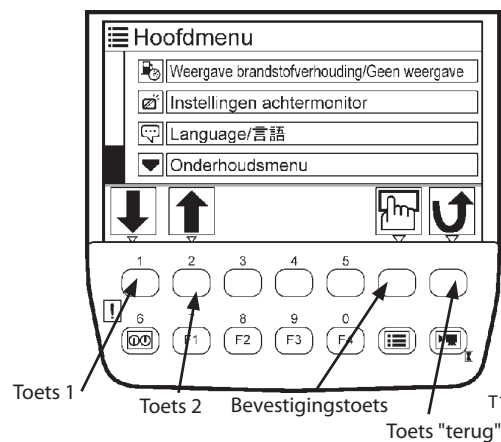 Hoofdmenu
Weergave brandstofverhouding/Geen weergave
Instellingen achtermonitor
Language/言語
Onderhoudsmenu
1 2 3 4 5
6 8 9 0
F1 F2 F3 F4
Toets 1
Toets 2
Bevestigingstoets
Toets "terug"